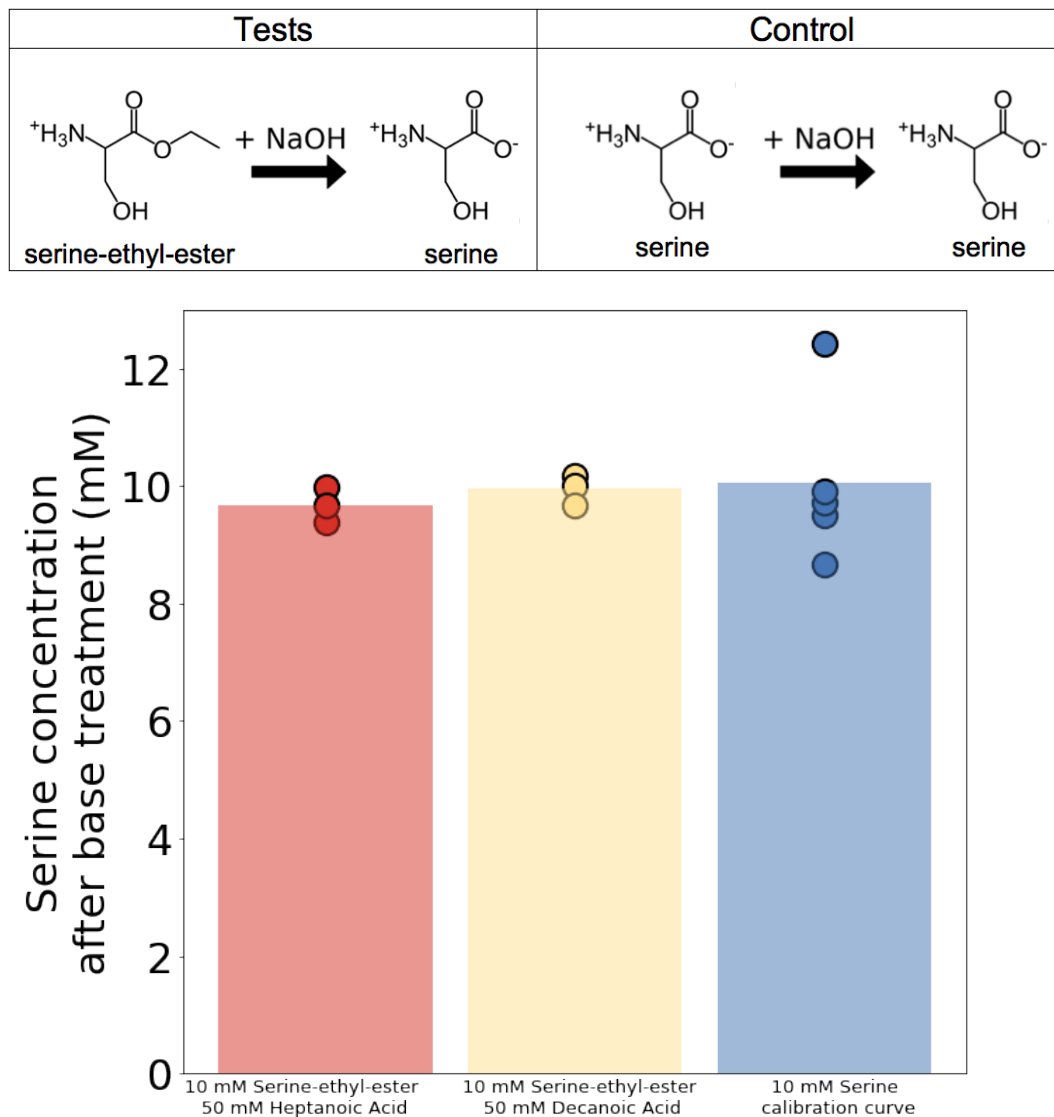 Tests
Control
O
⁺H₃N
O
OH
serine-ethyl-ester
+ NaOH
O
⁺H₃N
O⁻
OH
serine
O
⁺H₃N
O⁻
OH
serine
+ NaOH
O
⁺H₃N
O⁻
OH
serine
Serine concentration
after base treatment (mM)
12
10
8
6
4
2
0
10 mM Serine-ethyl-ester
50 mM Heptanoic Acid
10 mM Serine-ethyl-ester
50 mM Decanoic Acid
10 mM Serine
calibration curve